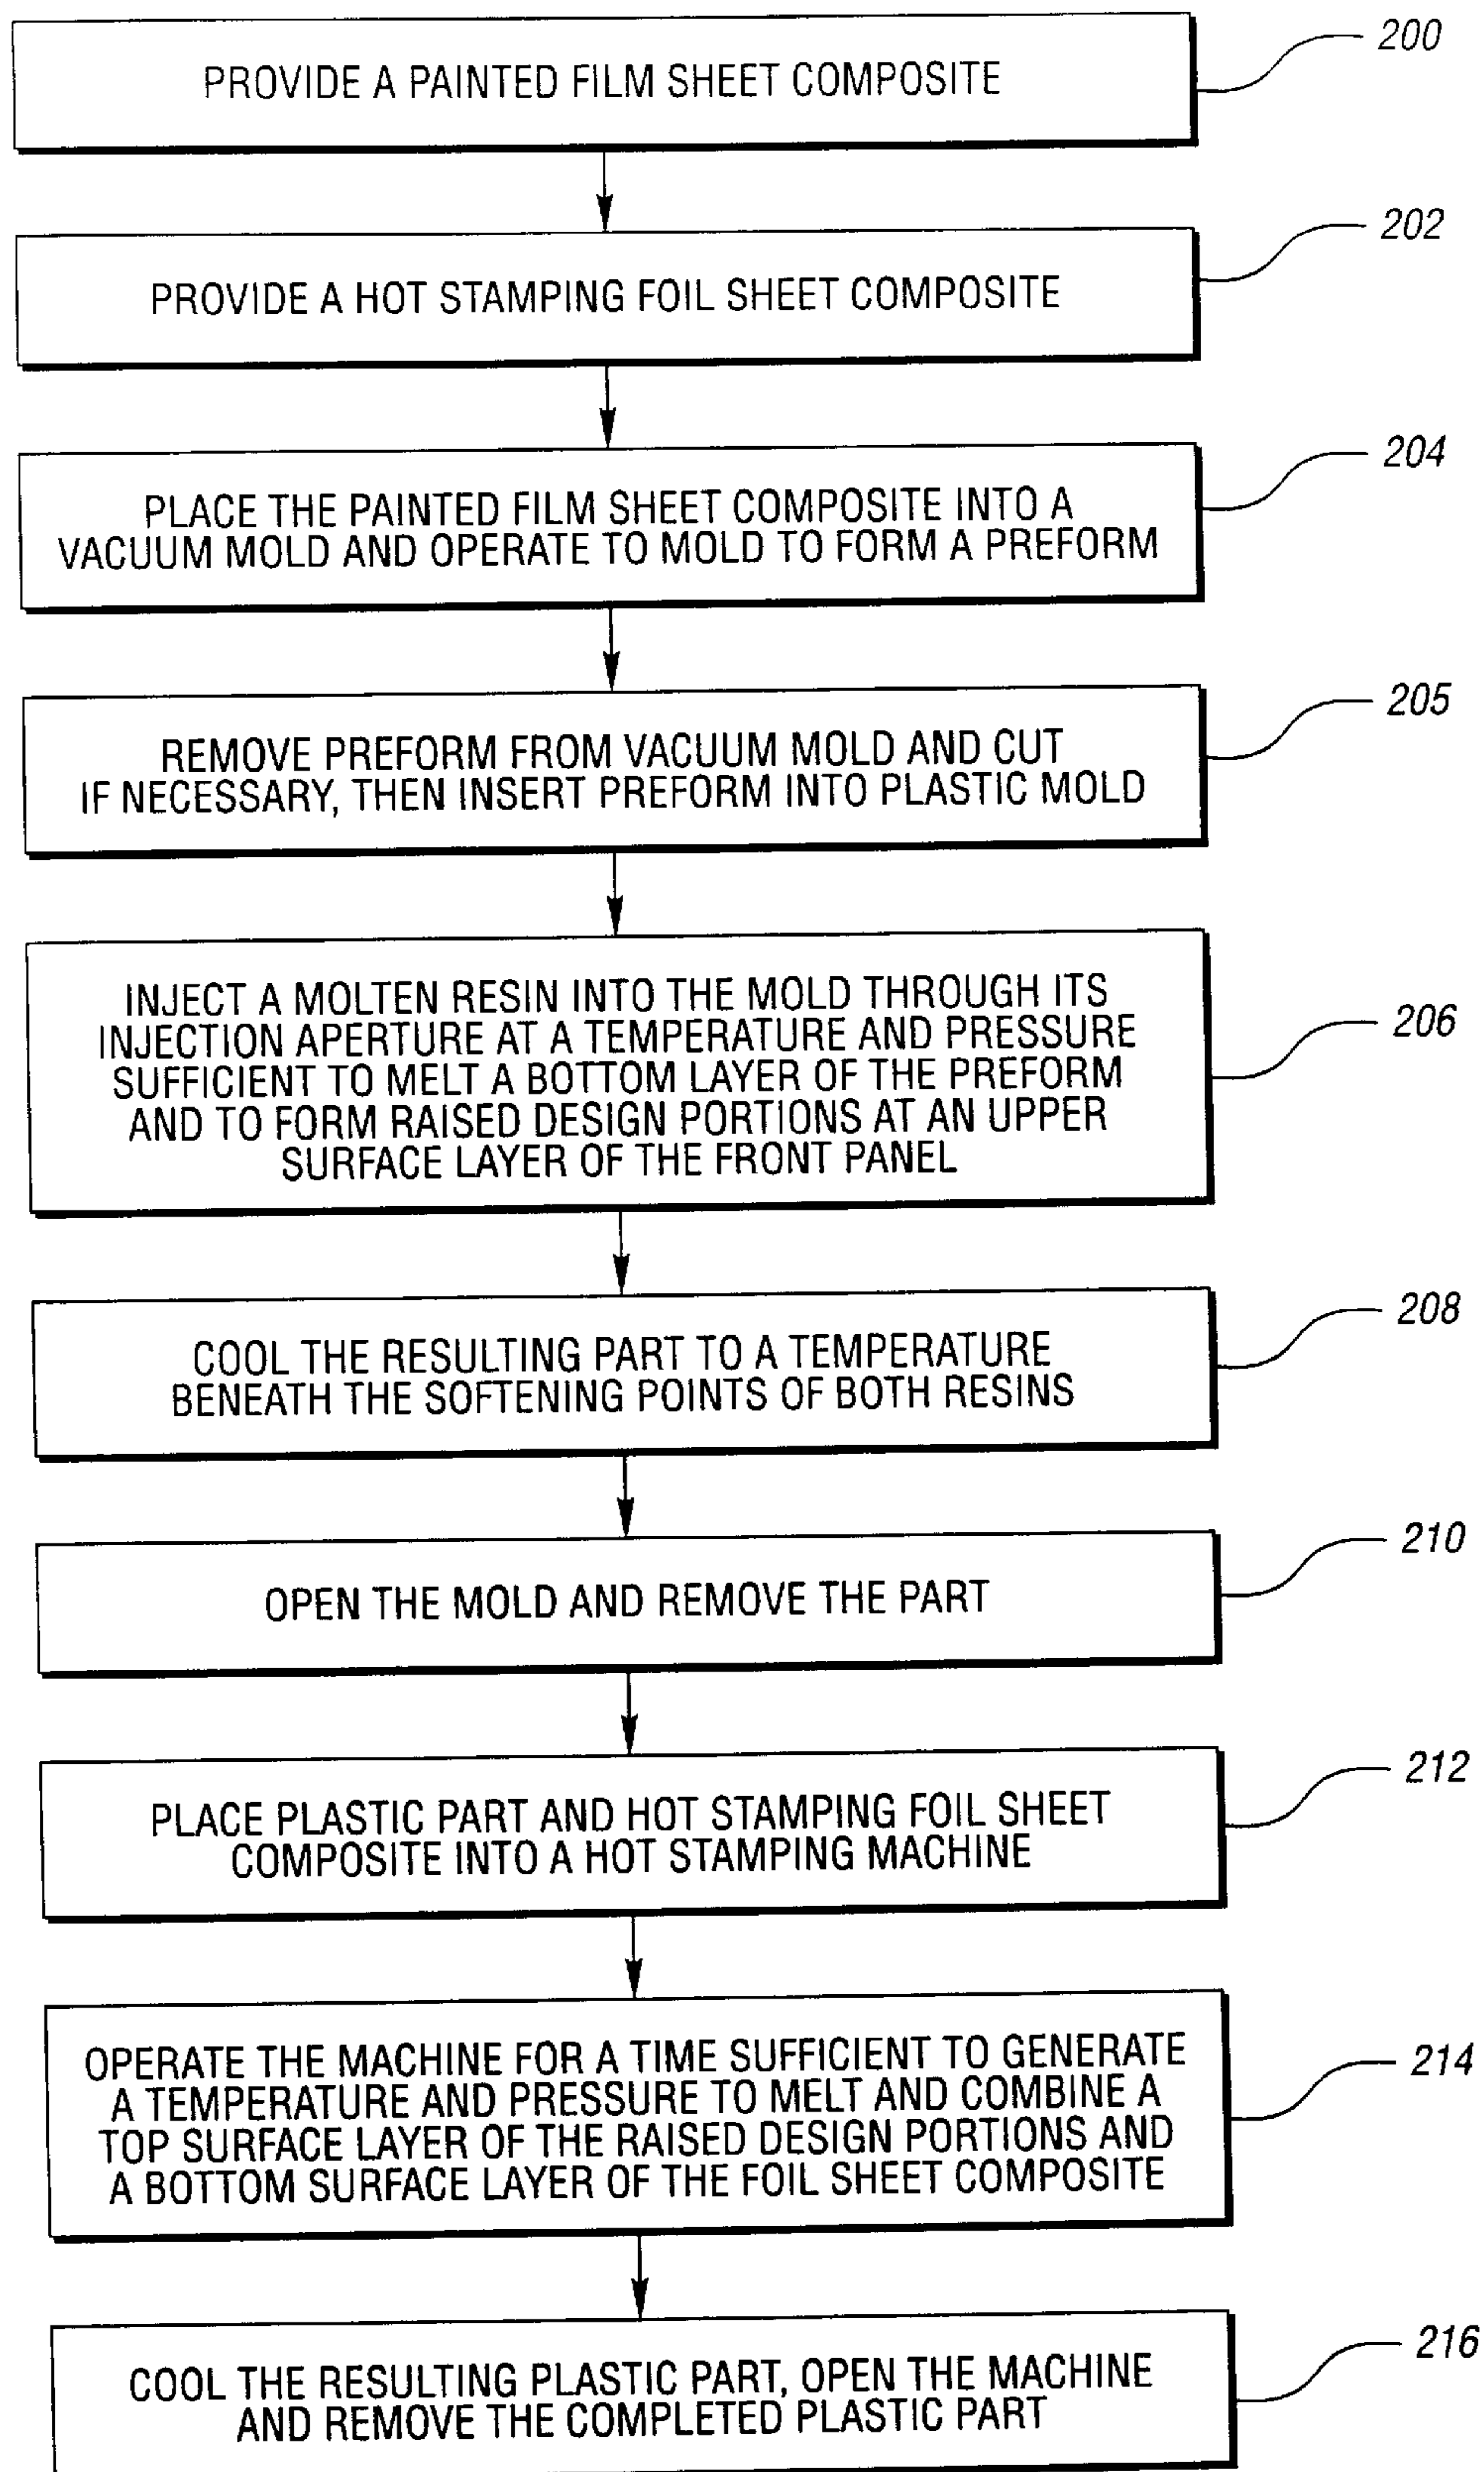 PROVIDE A PAINTED FILM SHEET COMPOSITE
200
PROVIDE A HOT STAMPING FOIL SHEET COMPOSITE
202
PLACE THE PAINTED FILM SHEET COMPOSITE INTO A
VACUUM MOLD AND OPERATE TO MOLD TO FORM A PREFORM
204
REMOVE PREFORM FROM VACUUM MOLD AND CUT
IF NECESSARY, THEN INSERT PREFORM INTO PLASTIC MOLD
205
INJECT A MOLTEN RESIN INTO THE MOLD THROUGH ITS
INJECTION APERTURE AT A TEMPERATURE AND PRESSURE
SUFFICIENT TO MELT A BOTTOM LAYER OF THE PREFORM
AND TO FORM RAISED DESIGN PORTIONS AT AN UPPER
SURFACE LAYER OF THE FRONT PANEL
206
COOL THE RESULTING PART TO A TEMPERATURE
BENEATH THE SOFTENING POINTS OF BOTH RESINS
208
OPEN THE MOLD AND REMOVE THE PART
210
PLACE PLASTIC PART AND HOT STAMPING FOIL SHEET
COMPOSITE INTO A HOT STAMPING MACHINE
212
OPERATE THE MACHINE FOR A TIME SUFFICIENT TO GENERATE
A TEMPERATURE AND PRESSURE TO MELT AND COMBINE A
TOP SURFACE LAYER OF THE RAISED DESIGN PORTIONS AND
A BOTTOM SURFACE LAYER OF THE FOIL SHEET COMPOSITE
214
COOL THE RESULTING PLASTIC PART, OPEN THE MACHINE
AND REMOVE THE COMPLETED PLASTIC PART
216